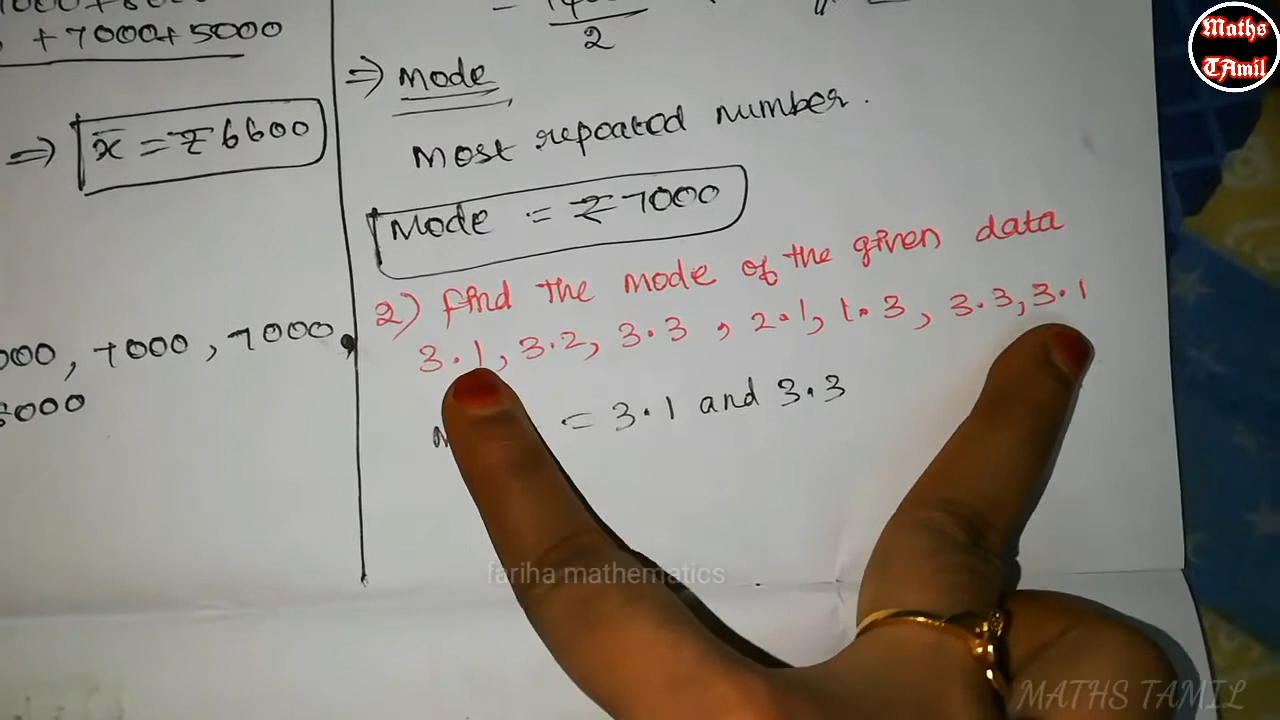 +7000+5000
⇒ x̄ = ₹6600
000, 7000, 7000,
2
⇒ Mode
Most repeated number.
Mode = ₹7000
2) Find the mode of the given data
3.1, 3.2, 3.3, 2.1, 1.3, 3.3, 3.1
= 3.1 and 3.3
Maths
TAmil
fariha mathematics
MATHS TAMIL